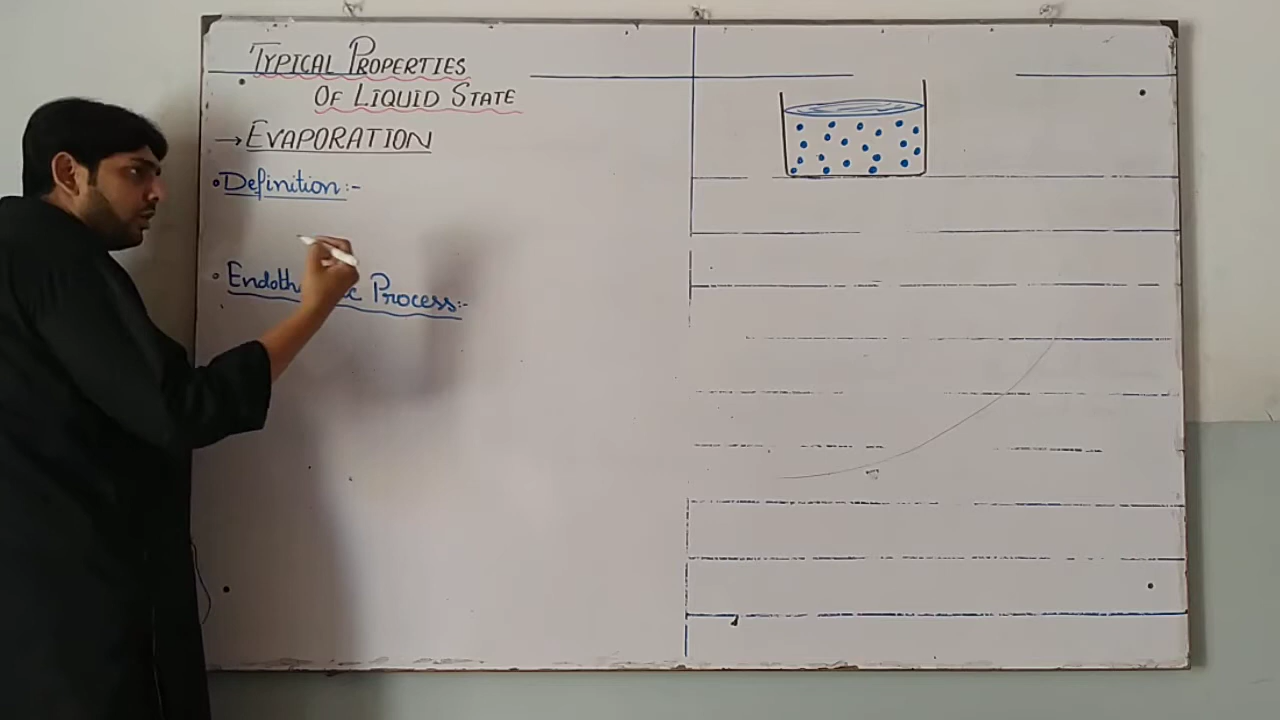 TYPICAL PROPERTIES
OF LIQUID STATE
→ EVAPORATION
• Definition:-
• Process:-